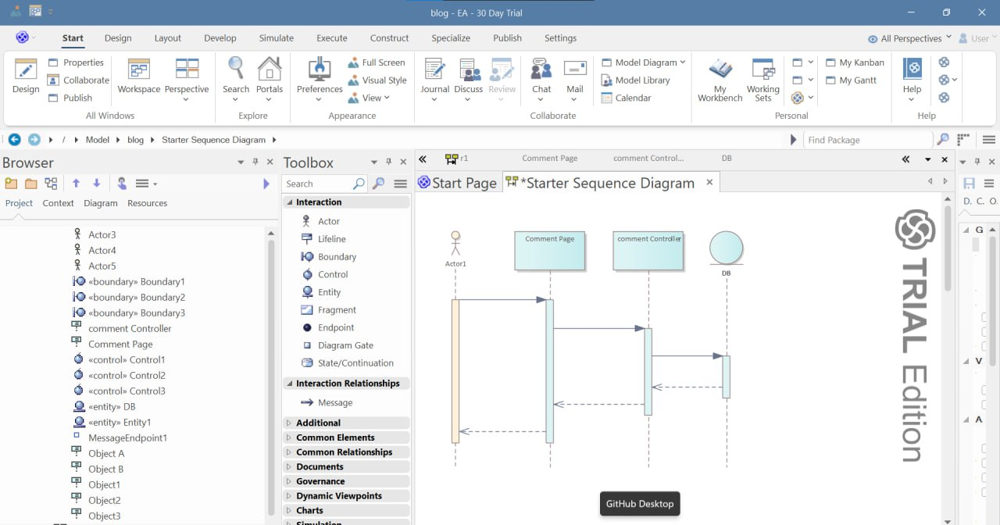 blog - EA - 30 Day Trial
Start Design Layout Develop Simulate Execute Construct Specialize Publish Settings All Perspectives User
Design
Properties
Collaborate
Publish
All Windows
Workspace Perspective
Search Portals
Explore
Preferences
Full Screen
Visual Style
View
Appearance
Journal Discuss Review
Chat Mail
Model Diagram
Model Library
Calendar
Collaborate
My Workbench
Working Sets
My Kanban
My Gantt
Personal
Help
Help
/ Model blog Starter Sequence Diagram
Find Package
Browser
Project Context Diagram Resources
Actor3
Actor4
Actor5
«boundary» Boundary1
«boundary» Boundary2
«boundary» Boundary3
comment Controller
Comment Page
«control» Control1
«control» Control2
«control» Control3
«entity» DB
«entity» Entity1
MessageEndpoint1
Object A
Object B
Object1
Object2
Object3
Toolbox
Search
Interaction
Actor
Lifeline
Boundary
Control
Entity
Fragment
Endpoint
Diagram Gate
State/Continuation
Interaction Relationships
Message
Additional
Common Elements
Common Relationships
Documents
Governance
Dynamic Viewpoints
Charts
Simulation
r1 Comment Page comment Control... DB
Start Page *Starter Sequence Diagram
Actor1
Comment Page
comment Controller
DB
TRIAL Edition
GitHub Desktop
D. C. O.
G
V
A